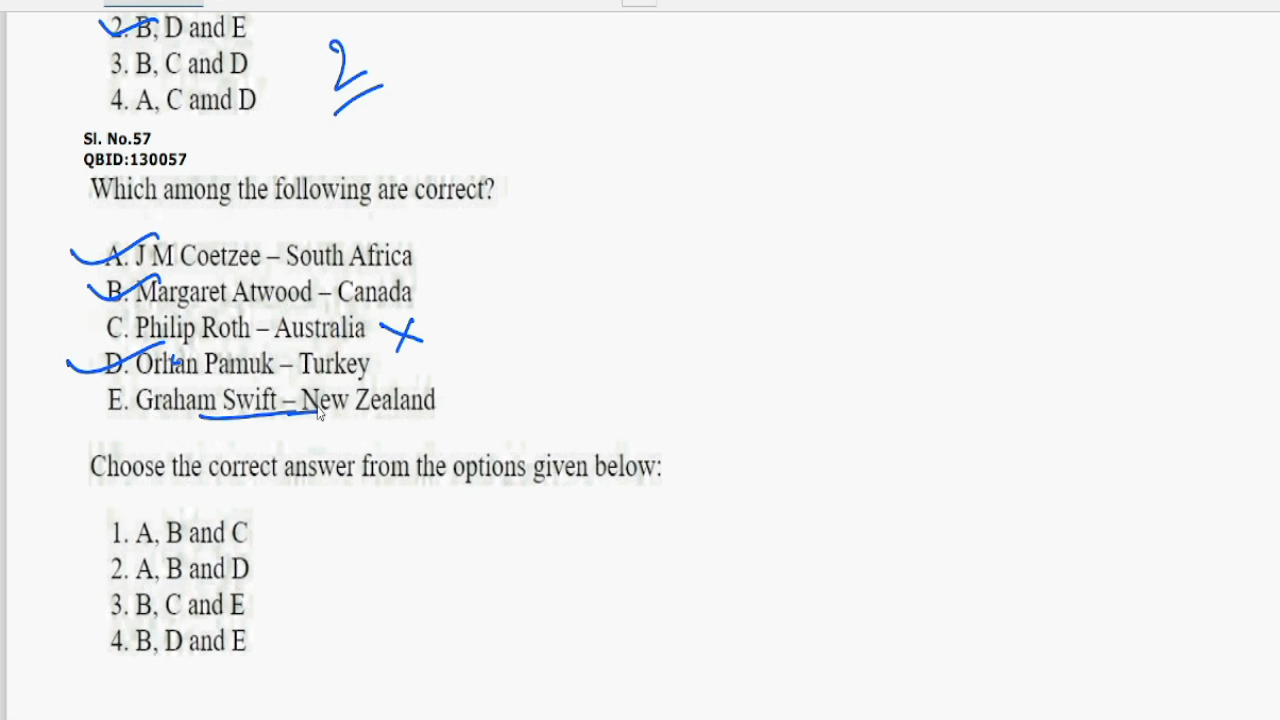 2. B, D and E
3. B, C and D
4. A, C amd D
2
Sl. No.57
QBID:130057
Which among the following are correct?
A. J M Coetzee – South Africa
B. Margaret Atwood – Canada
C. Philip Roth – Australia
D. Orhan Pamuk – Turkey
E. Graham Swift – New Zealand
Choose the correct answer from the options given below:
1. A, B and C
2. A, B and D
3. B, C and E
4. B, D and E